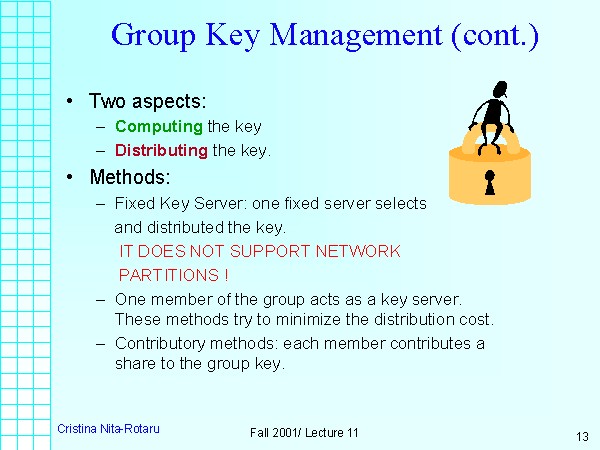 Group Key Management (cont.)
• Two aspects:
– Computing the key
– Distributing the key.
• Methods:
– Fixed Key Server: one fixed server selects
and distributed the key.
IT DOES NOT SUPPORT NETWORK
PARTITIONS !
– One member of the group acts as a key server.
These methods try to minimize the distribution cost.
– Contributory methods: each member contributes a
share to the group key.
Cristina Nita-Rotaru
Fall 2001/ Lecture 11
13